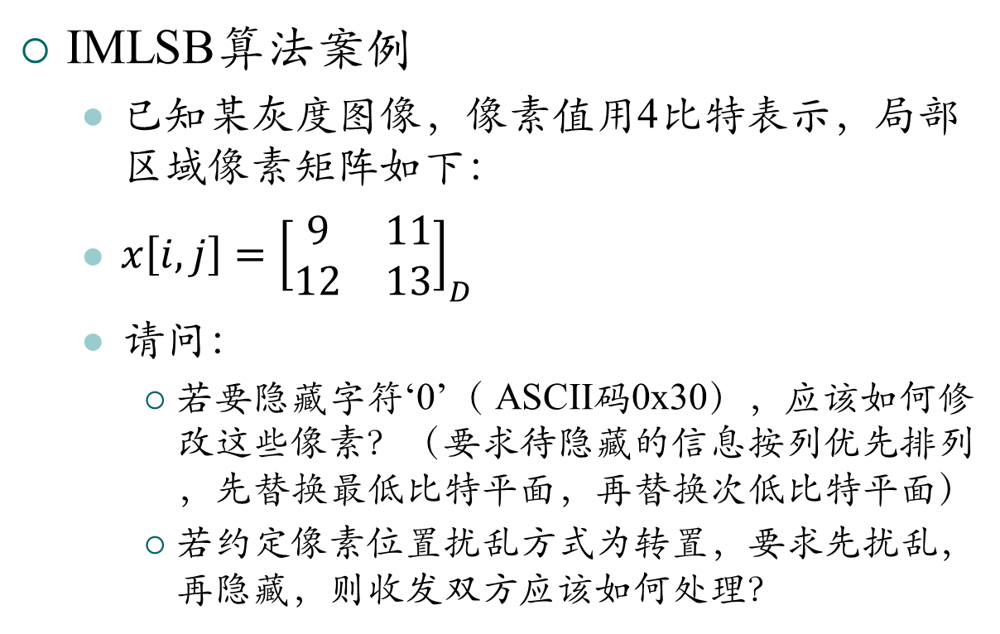 IMLSB算法案例
已知某灰度图像，像素值用4比特表示，局部
区域像素矩阵如下：
x[i,j] = [9 11
12 13]_D
请问：
若要隐藏字符‘0’（ ASCII码0x30），应该如何修
改这些像素？（要求待隐藏的信息按列优先排列
，先替换最低比特平面，再替换次低比特平面）
若约定像素位置扰乱方式为转置，要求先扰乱，
再隐藏，则收发双方应该如何处理？